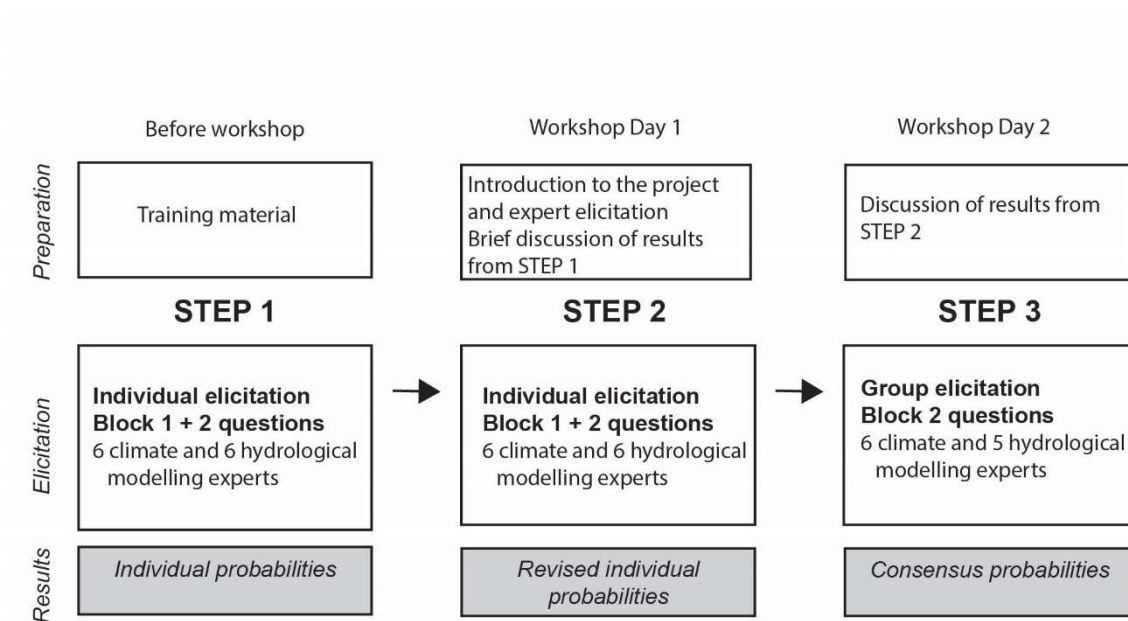 Before workshop
Workshop Day 1
Workshop Day 2
Preparation
Training material
Introduction to the project
and expert elicitation
Brief discussion of results
from STEP 1
Discussion of results from
STEP 2
STEP 1
STEP 2
STEP 3
Elicitation
Individual elicitation
Block 1 + 2 questions
6 climate and 6 hydrological
modelling experts
Individual elicitation
Block 1 + 2 questions
6 climate and 6 hydrological
modelling experts
Group elicitation
Block 2 questions
6 climate and 5 hydrological
modelling experts
Results
Individual probabilities
Revised individual
probabilities
Consensus probabilities